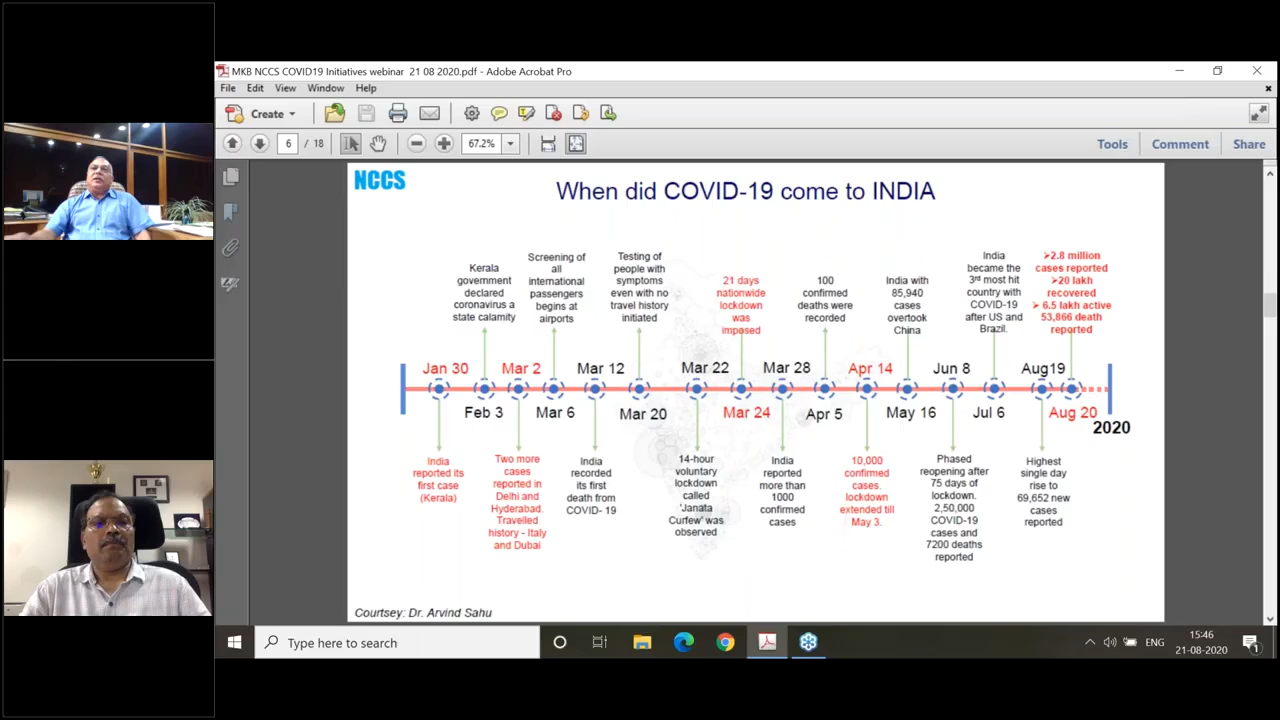 MKB NCCS COVID19 Initiatives webinar 21 08 2020.pdf - Adobe Acrobat Pro
File Edit View Window Help
Create
6 / 18 67.2% Tools Comment Share
NCCS
When did COVID-19 come to INDIA
Kerala
government
declared
coronavirus a
state calamity
Screening of
all
international
passengers
begins at
airports
Testing of
people with
symptoms
even with no
travel history
initiated
21 days
nationwide
lockdown
was
imposed
100
confirmed
deaths were
recorded
India with
85,940
cases
overtook
China
India
became the
3rd most hit
country with
COVID-19
after US and
Brazil.
➢2.8 million
cases reported
➢20 lakh
recovered
➢ 6.5 lakh active
53,866 death
reported
Jan 30 Mar 2 Mar 12 Mar 22 Mar 28 Apr 14 Jun 8 Aug19
Feb 3 Mar 6 Mar 20 Mar 24 Apr 5 May 16 Jul 6 Aug 20
2020
India
reported its
first case
(Kerala)
Two more
cases
reported in
Delhi and
Hyderabad.
Travelled
history - Italy
and Dubai
India
recorded
its first
death from
COVID- 19
14-hour
voluntary
lockdown
called
'Janata
Curfew' was
observed
India
reported
more than
1000
confirmed
cases
10,000
confirmed
cases.
lockdown
extended till
May 3.
Phased
reopening after
75 days of
lockdown.
2,50,000
COVID-19
cases and
7200 deaths
reported
Highest
single day
rise to
69,652 new
cases
reported
Courtsey: Dr. Arvind Sahu
Type here to search
ENG
15:46
21-08-2020
1